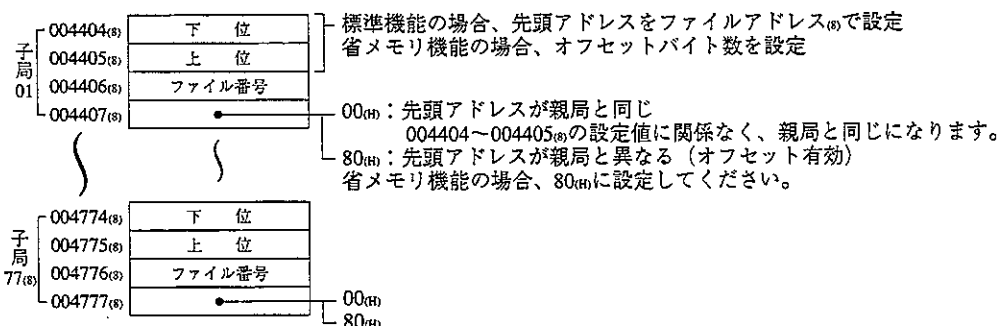 子局01
004404(8) 下 位
004405(8) 上 位
004406(8) ファイル番号
004407(8)
標準機能の場合、先頭アドレスをファイルアドレス(8)で設定
省メモリ機能の場合、オフセットバイト数を設定
00(H)：先頭アドレスが親局と同じ
004404〜004405(8)の設定値に関係なく、親局と同じになります。
80(H)：先頭アドレスが親局と異なる（オフセット有効）
省メモリ機能の場合、80(H)に設定してください。
子局77(8)
004774(8) 下 位
004775(8) 上 位
004776(8) ファイル番号
004777(8)
00(H)
80(H)